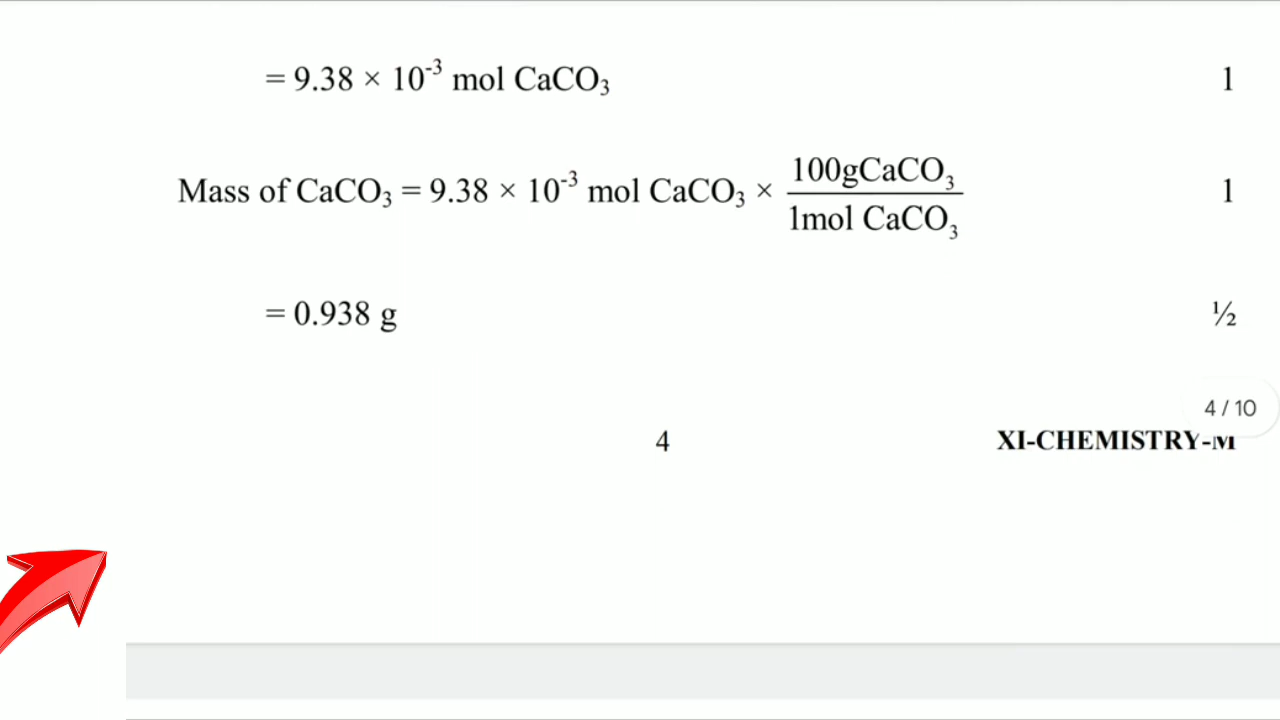 = 9.38 × 10⁻³ mol CaCO₃ 1
Mass of CaCO₃ = 9.38 × 10⁻³ mol CaCO₃ × 100gCaCO₃ / 1mol CaCO₃ 1
= 0.938 g ½
4 / 10
4 XI-CHEMISTRY-M